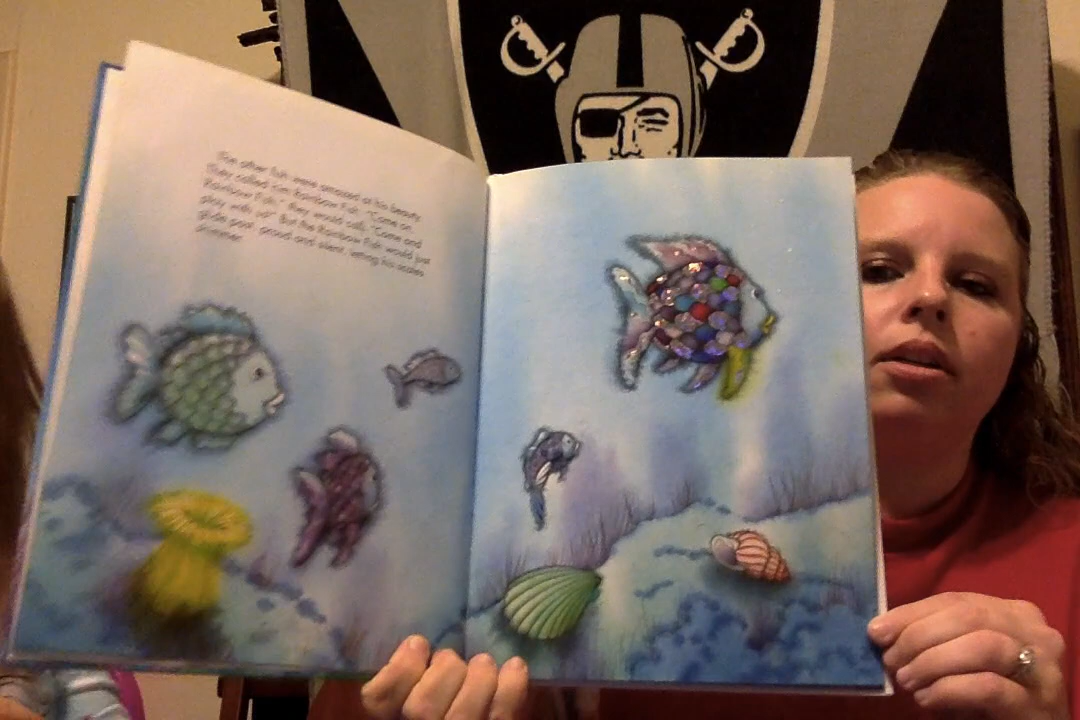 The other fish were amazed at his beauty.
They called him Rainbow Fish. "Come on,
Rainbow Fish," they would call. "Come and
play with us!" But the Rainbow Fish would just
glide past, proud and silent, letting his scales
shimmer.